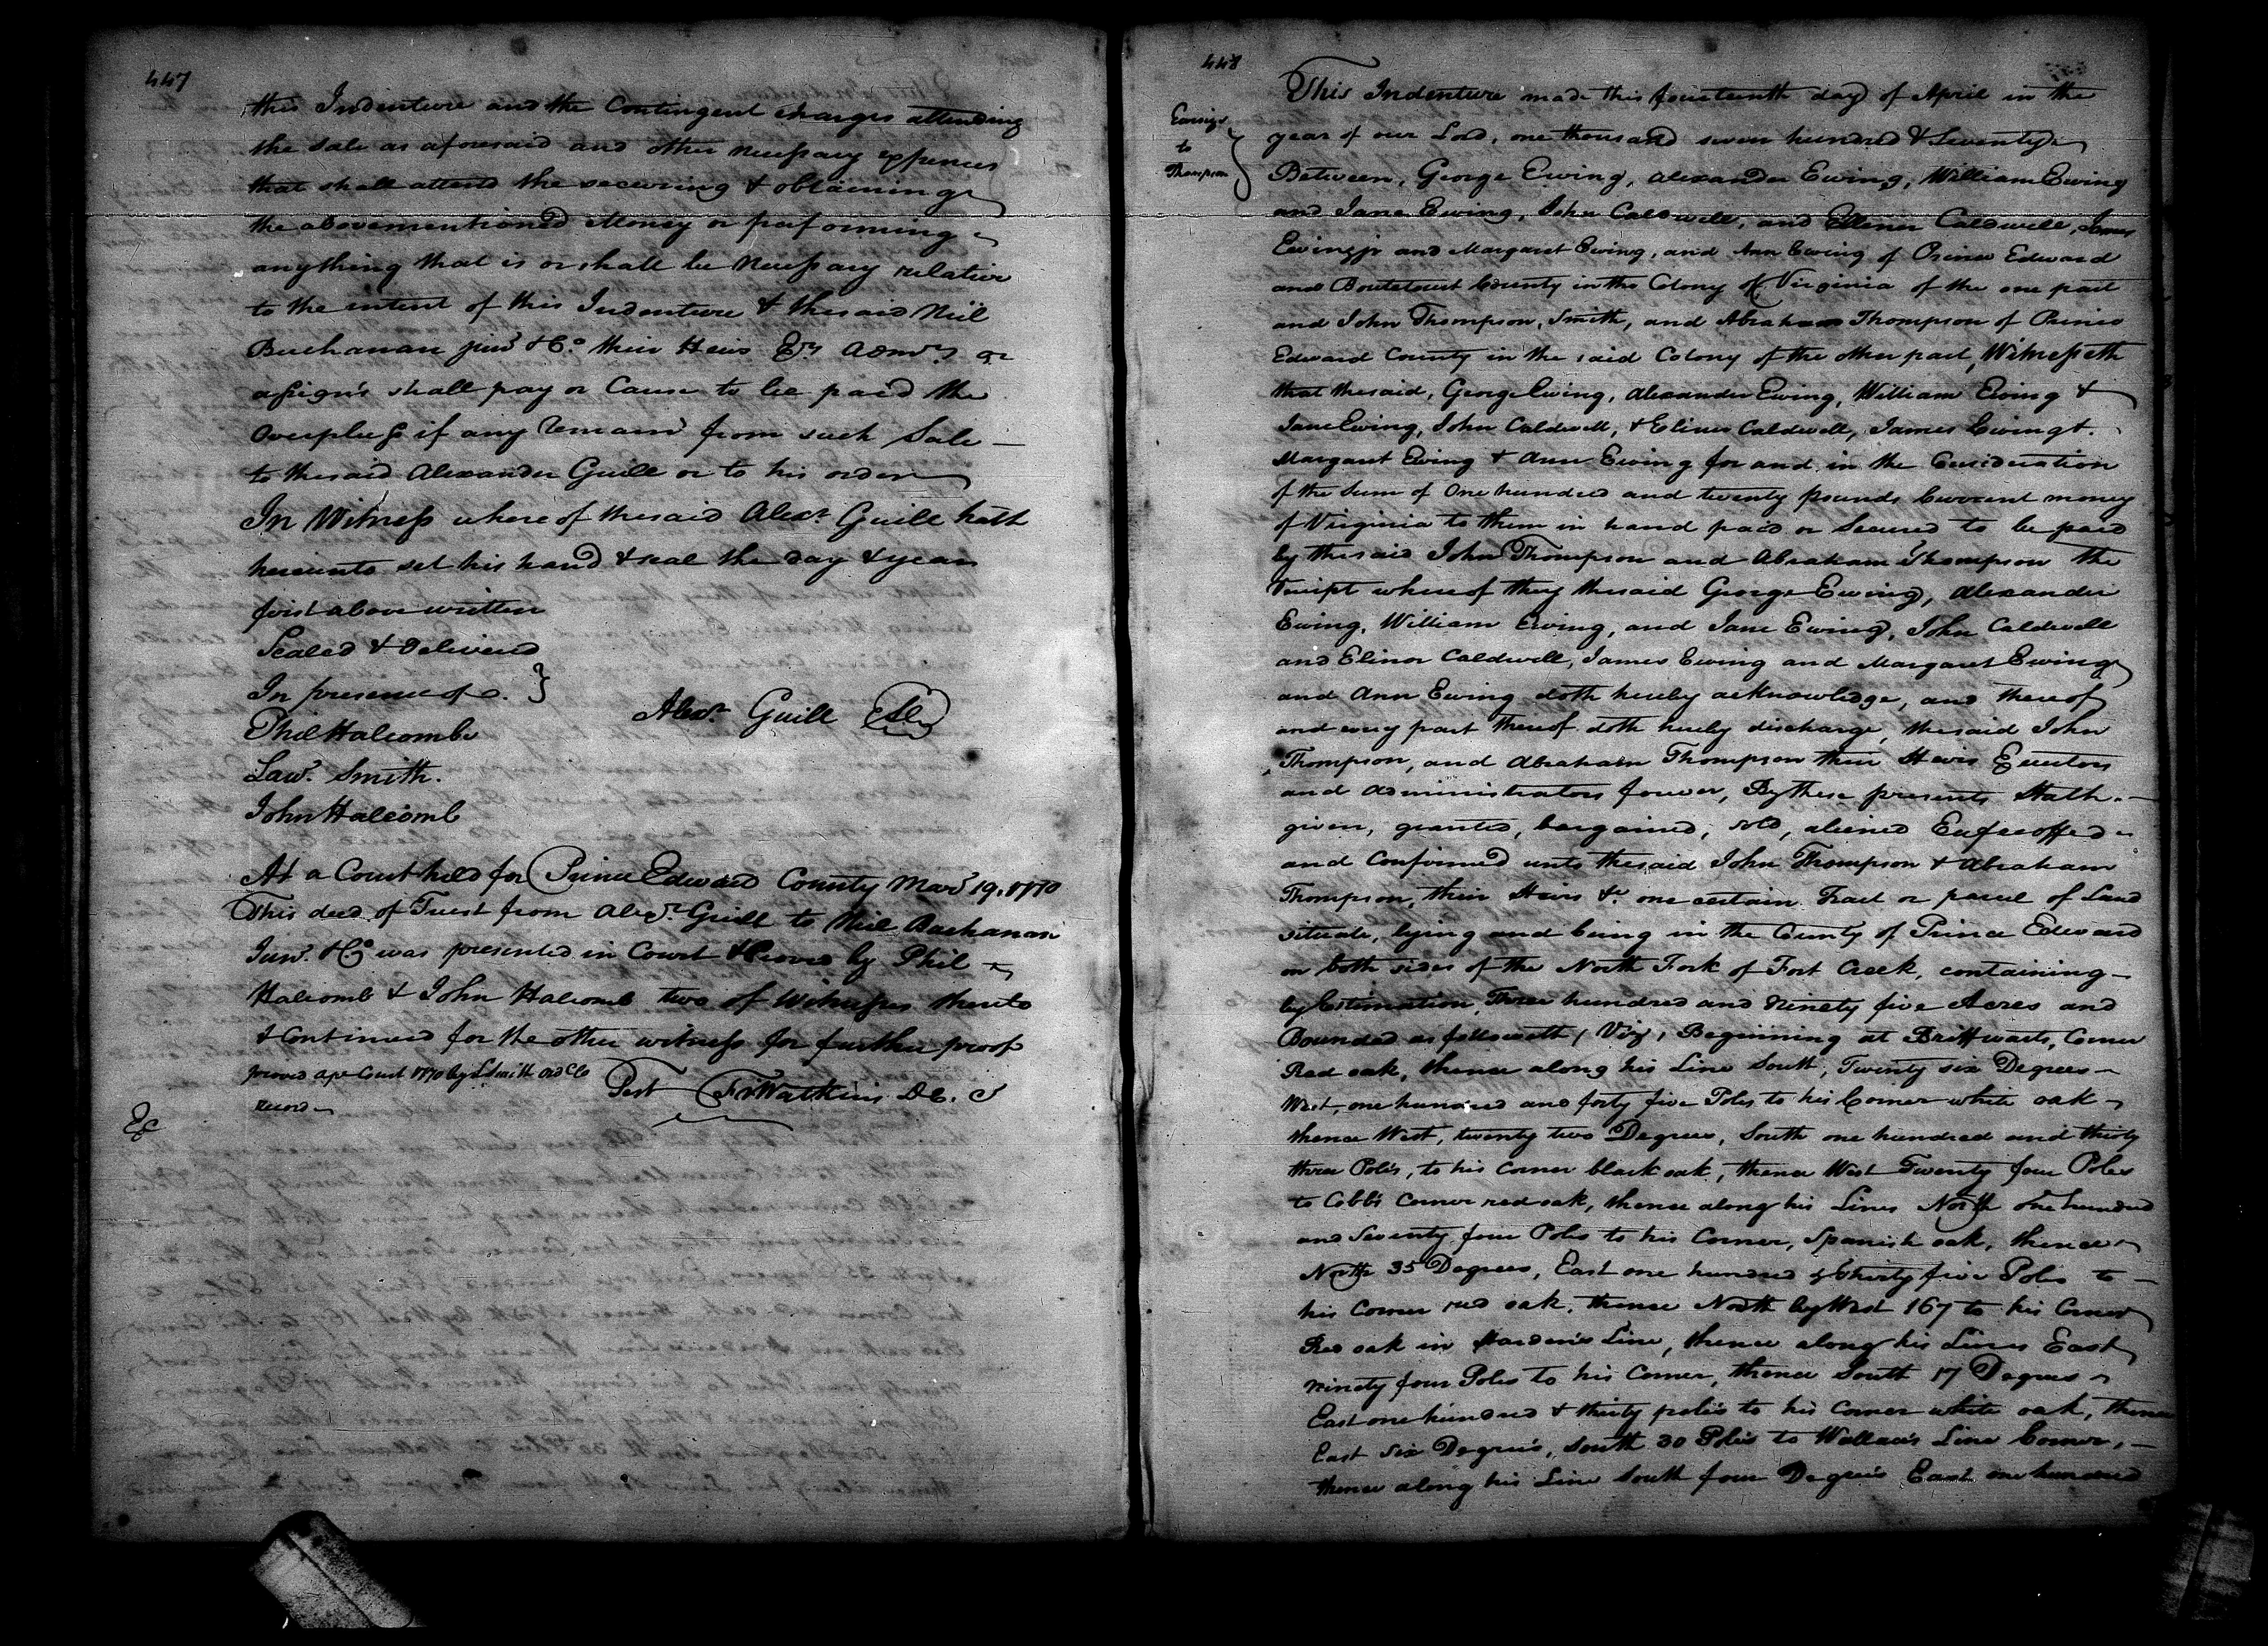 447
this Indenture and the Contingent charges attending
the sale as aforesaid and other necessary expences
that shall attend the securing & obtaining
the abovementioned Money or performing
anything that is or shall be necessary relative
to the intent of this Indenture & the said Neil
Buchanan junr & Co. their Heirs Exrs Admrs or
assigns shall pay or Cause to be paid the
overpluss if any remain from such Sale
to the said Alexander Guill or to his order
In Witness where of the said Alexr Guill hath
hereunto set his hand & seal the day & year
first above written
Sealed & Delivered
In presence of
Alexr Guill
Phil Halcombe
Lawr. Smith.
John Halcomb
At a Court held for Prince Edward County Mar 19. 1770
This deed of Trust from Alexr Guill to Neil Buchanan
Junr. & Co. was presented in Court & Proved by Phil
Halcomb & John Halcomb two of Witnesses thereto
& Continued for the other witness for further proof
proved Apr Court 1770 by L Smith
Record
Test Fr Watkins D C. C
Ex
448
to
Thompson
This Indenture made this fourteenth day of April in the
year of our Lord, one thousand seven hundred & Seventy
Between, George Ewing, Alexander Ewing, William Ewing
and Jane Ewing, John Caldwell, and Ellenor Caldwell, James
Ewing jr and Margaret Ewing, and Ann Ewing of Prince Edward
and Boutetourt County in the Colony of Virginia of the one part
and John Thompson, Smith, and Abraham Thompson of Prince
Edward County in the said Colony of the other part, Witnesseth
that the said, George Ewing, Alexander Ewing, William Ewing &
Jane Ewing, John Caldwell, & Elinor Caldwell, James Ewing &
Margaret Ewing & Ann Ewing for and in the Consideration
of the Sum of One hundred and twenty pounds Current money
of Virginia to them in hand paid or Secured to be paid
by the said John Thompson and Abraham Thompson the
receipt whereof they the said George Ewing, Alexander
Ewing, William Ewing, and Jane Ewing, John Caldwell
and Elinor Caldwell, James Ewing and Margaret Ewing
and Ann Ewing doth hereby acknowledge, and thereof
and every part thereof doth hereby discharge, the said John
Thompson, and Abraham Thompson their Heirs Executors
and administrators forever, By these presents Hath
given, granted, bargained, sold, aliened Enfeoffed
and Confirmed unto the said John Thompson & Abraham
Thompson, their Heirs &c one certain Tract or parcel of Land
situate, lying and being in the County of Prince Edward
on both sides of the North Fork of Fort Creek, containing
by Estimation, Three hundred and Ninety five Acres and
Bounded as followeth (Viz, Beginning at Corner
Red oak, thence along his Line South, Twenty six Degrees
West, one hundred and forty five Poles to his Corner white oak
thence West, twenty two Degrees, South one hundred and thirty
three Poles, to his Corner black oak, thence West Twenty four Poles
to Cobb's Corner red oak, thence along his Lines North one hundred
and Seventy four Poles to his Corner, Spanish oak, thence
North 35 Degrees, East one hundred & thirty five Poles to
his Corner red oak, thence North by West 167 to his Corner
Red oak in Harden's Line, thence along his Lines East
ninety four Poles to his Corner, thence South 17 Degrees
East one hundred & thirty poles to his Corner white oak, thence
East six Degrees, South 30 Poles to Wallace's Line Corner,
thence along his Line South four Degrees East one hundred